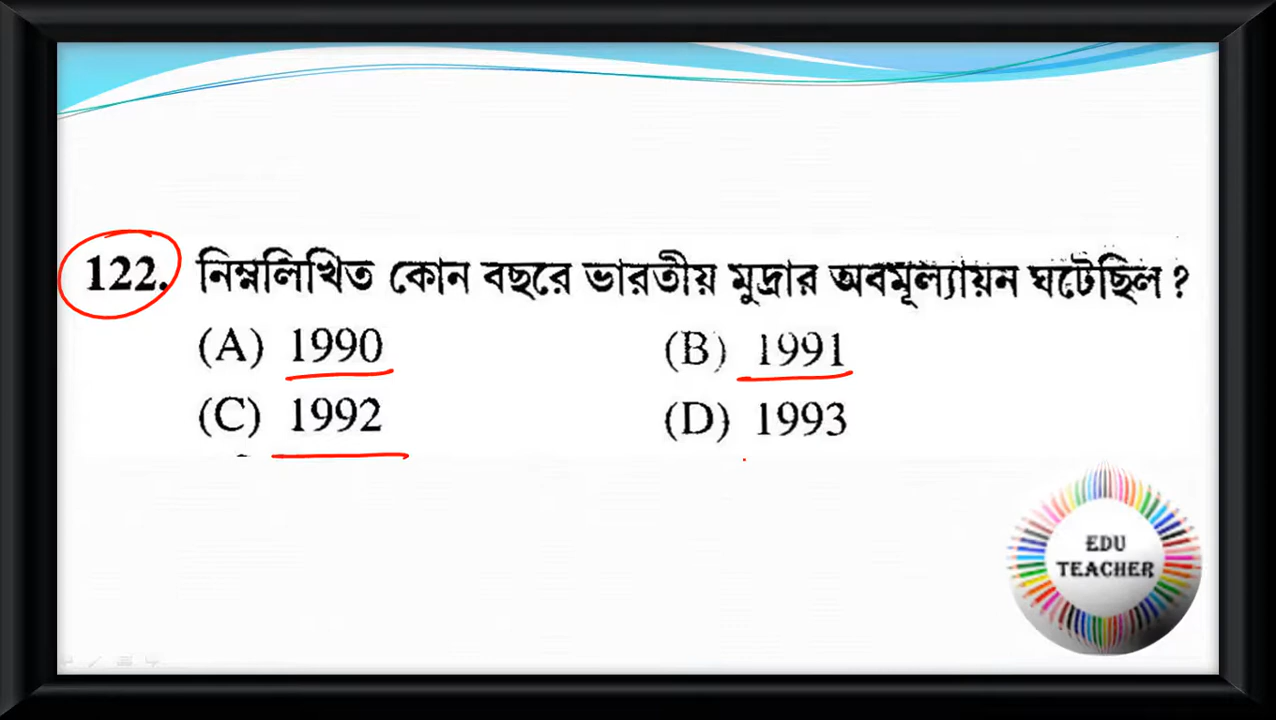 122. নিম্নলিখিত কোন বছরে ভারতীয় মুদ্রার অবমূল্যায়ন ঘটেছিল ?
(A) 1990 (B) 1991
(C) 1992 (D) 1993
EDU
TEACHER